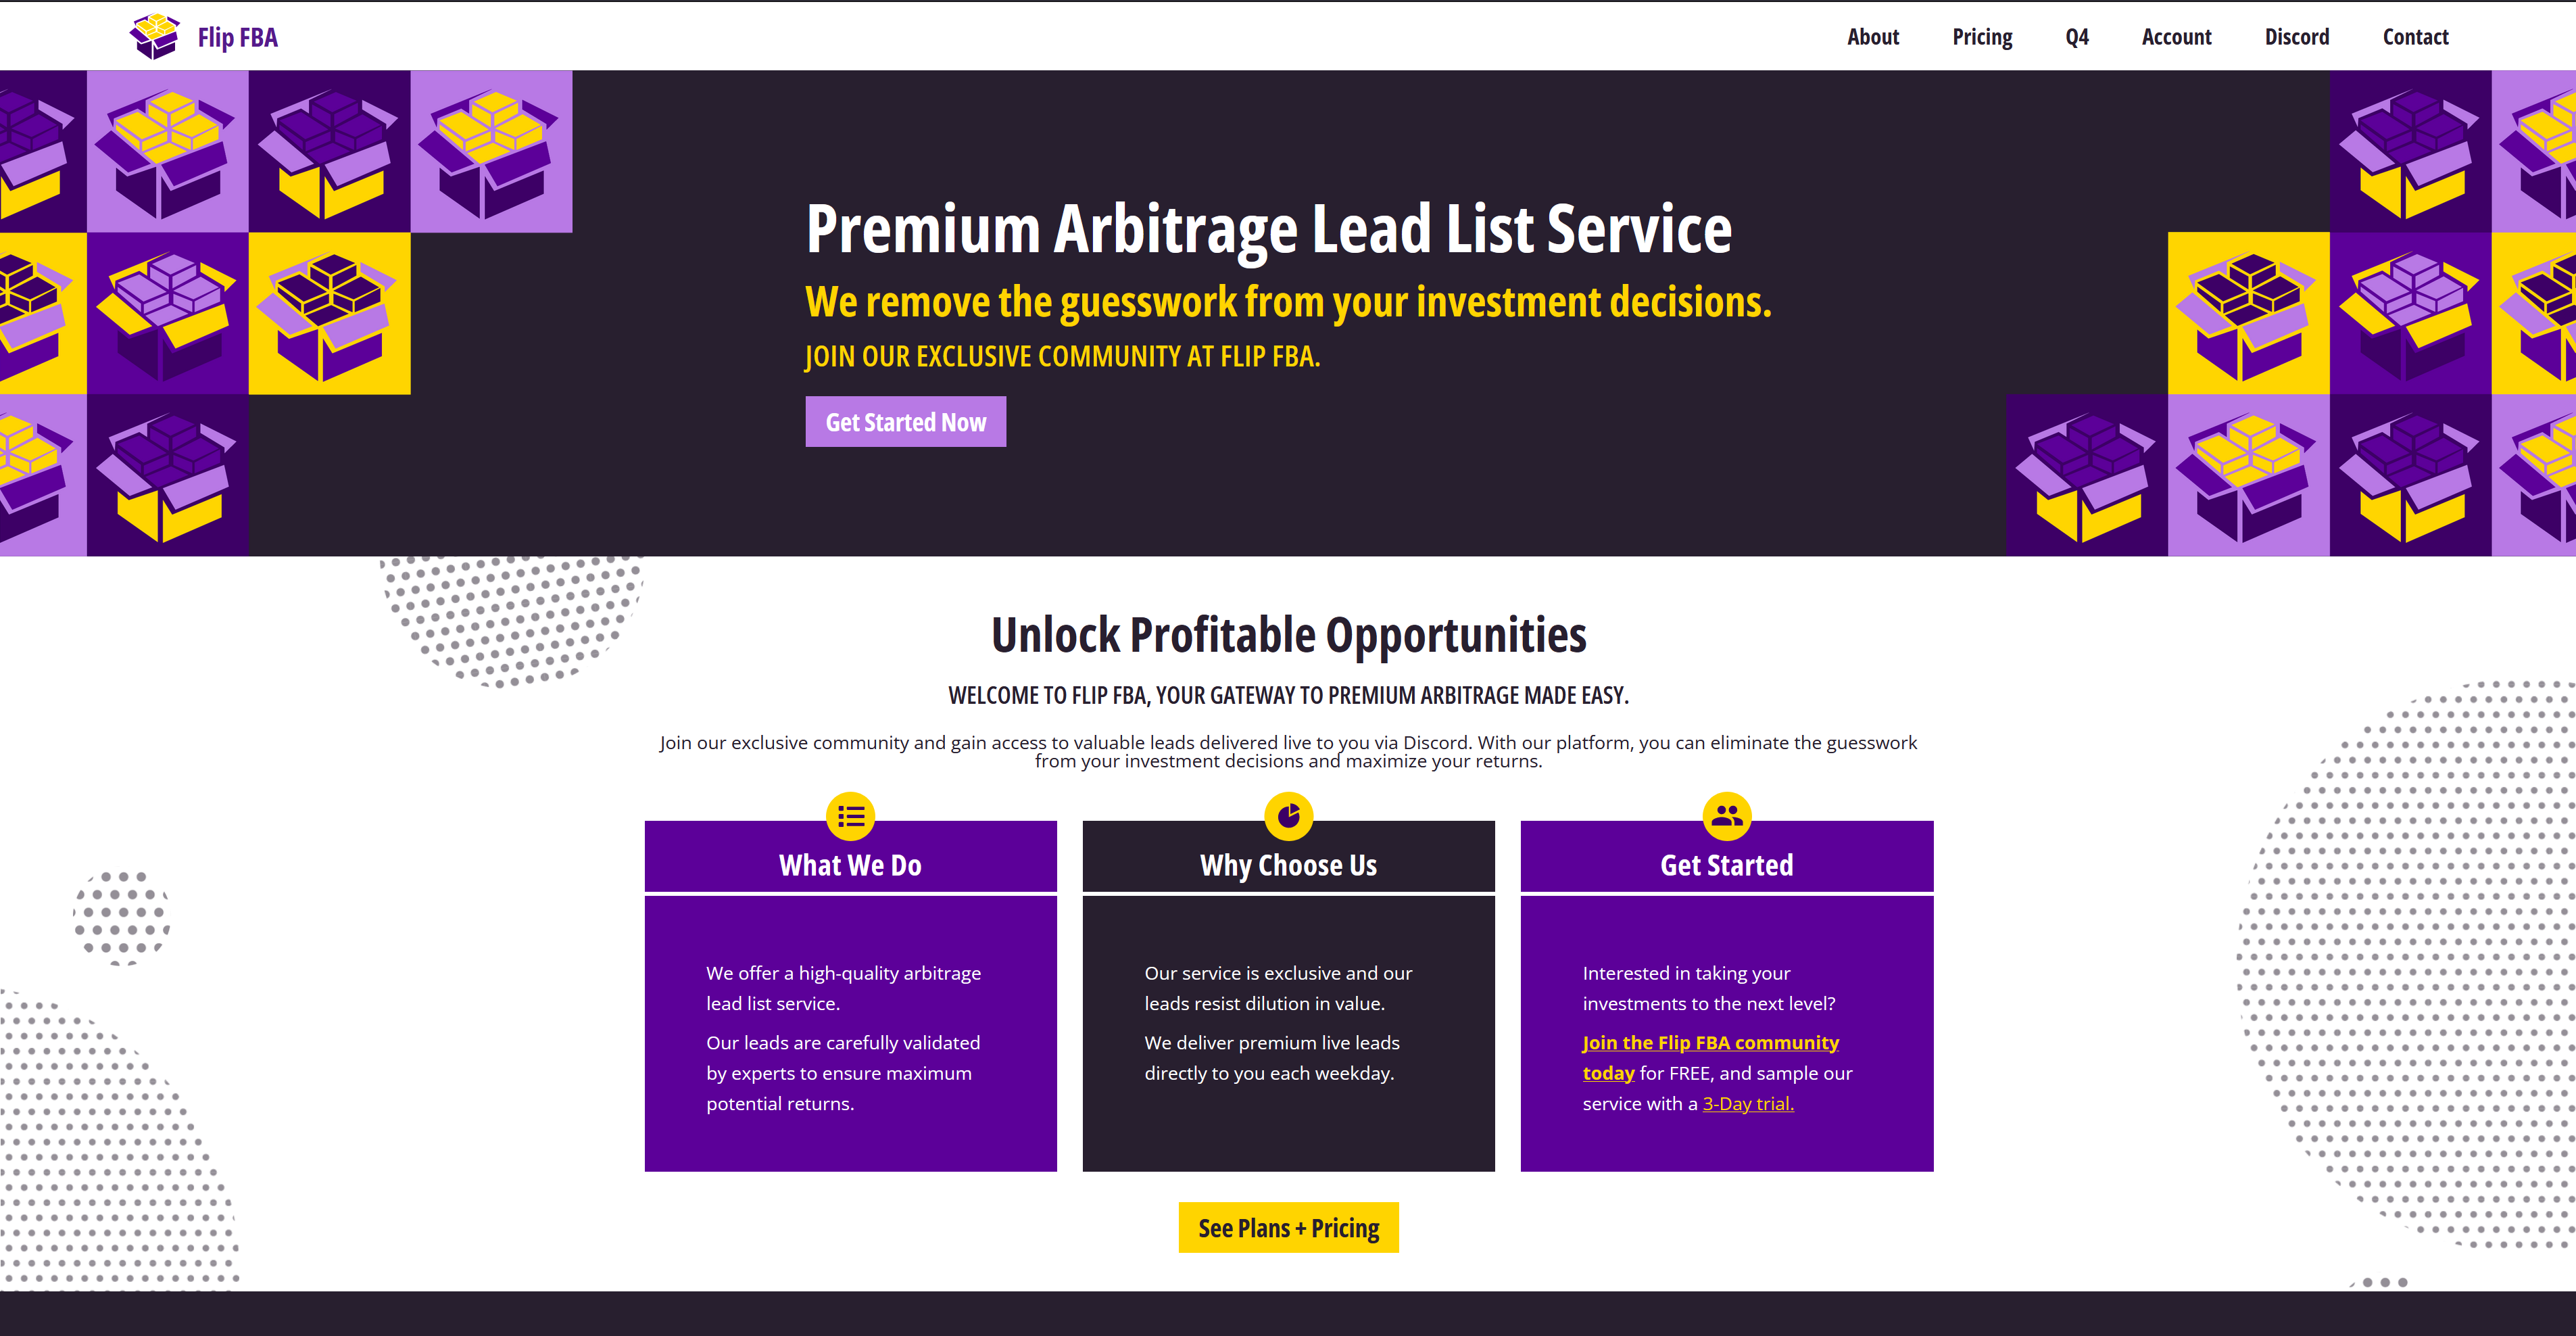 Flip FBA
About
Pricing
Q4
Account
Discord
Contact
Premium Arbitrage Lead List Service
We remove the guesswork from your investment decisions.
JOIN OUR EXCLUSIVE COMMUNITY AT FLIP FBA.
Get Started Now
Unlock Profitable Opportunities
WELCOME TO FLIP FBA, YOUR GATEWAY TO PREMIUM ARBITRAGE MADE EASY.
Join our exclusive community and gain access to valuable leads delivered live to you via Discord. With our platform, you can eliminate the guesswork
from your investment decisions and maximize your returns.
What We Do
We offer a high-quality arbitrage
lead list service.
Our leads are carefully validated
by experts to ensure maximum
potential returns.
Why Choose Us
Our service is exclusive and our
leads resist dilution in value.
We deliver premium live leads
directly to you each weekday.
Get Started
Interested in taking your
investments to the next level?
Join the Flip FBA community
today for FREE, and sample our
service with a 3-Day trial.
See Plans + Pricing